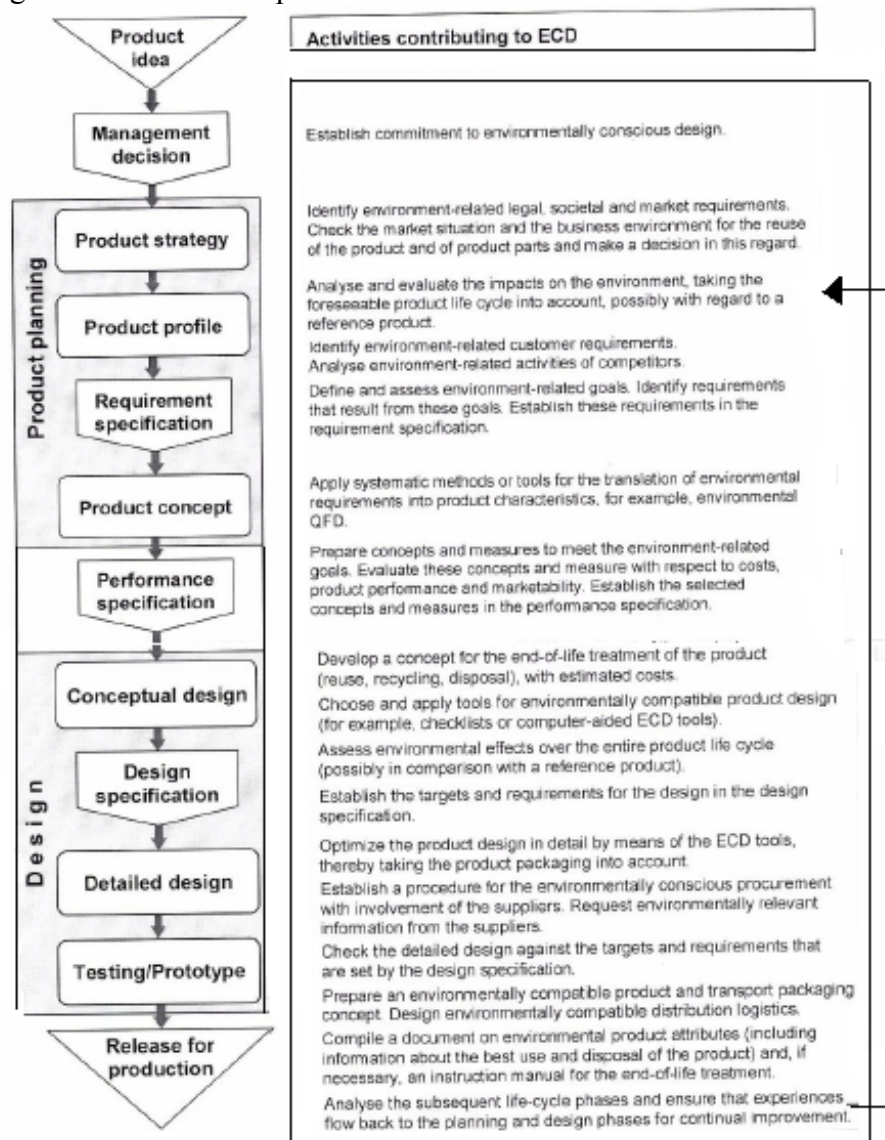 Product
idea
Activities contributing to ECD
Management
decision
Establish commitment to environmentally conscious design.
Product planning
Product strategy
Identify environment-related legal, societal and market requirements.
Check the market situation and the business environment for the reuse
of the product and of product parts and make a decision in this regard.
Product profile
Analyse and evaluate the impacts on the environment, taking the
foreseeable product life cycle into account, possibly with regard to a
reference product.
Identify environment-related customer requirements.
Analyse environment-related activities of competitors.
Requirement
specification
Define and assess environment-related goals. Identify requirements
that result from these goals. Establish these requirements in the
requirement specification.
Product concept
Apply systematic methods or tools for the translation of environmental
requirements into product characteristics, for example, environmental
QFD.
Performance
specification
Prepare concepts and measures to meet the environment-related
goals. Evaluate these concepts and measure with respect to costs,
product performance and marketability. Establish the selected
concepts and measures in the performance specification.
Design
Conceptual design
Develop a concept for the end-of-life treatment of the product
(reuse, recycling, disposal), with estimated costs.
Choose and apply tools for environmentally compatible product design
(for example, checklists or computer-aided ECD tools).
Design
specification
Assess environmental effects over the entire product life cycle
(possibly in comparison with a reference product).
Establish the targets and requirements for the design in the design
specification.
Detailed design
Optimize the product design in detail by means of the ECD tools,
thereby taking the product packaging into account.
Establish a procedure for the environmentally conscious procurement
with involvement of the suppliers. Request environmentally relevant
information from the suppliers.
Testing/Prototype
Check the detailed design against the targets and requirements that
are set by the design specification.
Prepare an environmentally compatible product and transport packaging
concept. Design environmentally compatible distribution logistics.
Release for
production
Compile a document on environmental product attributes (including
information about the best use and disposal of the product) and, if
necessary, an instruction manual for the end-of-life treatment.
Analyse the subsequent life-cycle phases and ensure that experiences
flow back to the planning and design phases for continual improvement.